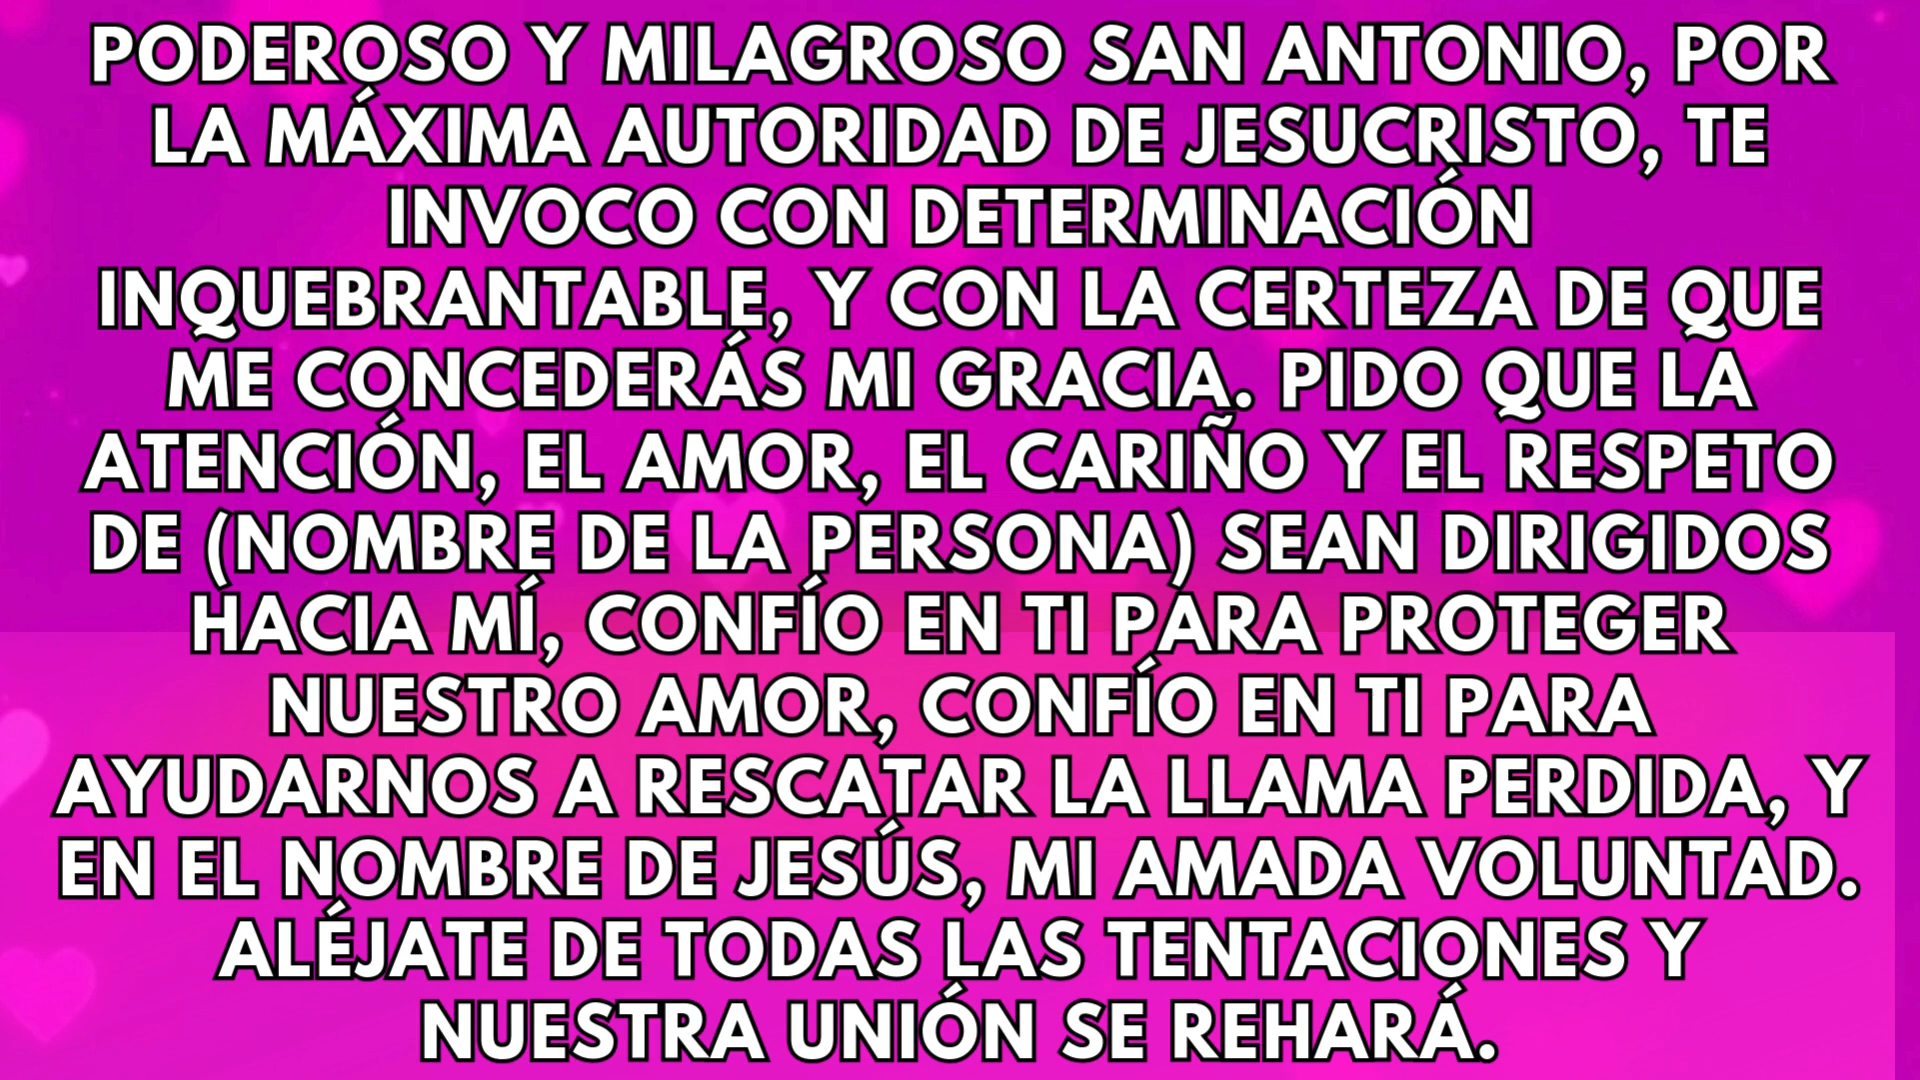 PODEROSO Y MILAGROSO SAN ANTONIO, POR
LA MÁXIMA AUTORIDAD DE JESUCRISTO, TE
INVOCO CON DETERMINACIÓN
INQUEBRANTABLE, Y CON LA CERTEZA DE QUE
ME CONCEDERÁS MI GRACIA. PIDO QUE LA
ATENCIÓN, EL AMOR, EL CARIÑO Y EL RESPETO
DE (NOMBRE DE LA PERSONA) SEAN DIRIGIDOS
HACIA MÍ, CONFÍO EN TI PARA PROTEGER
NUESTRO AMOR, CONFÍO EN TI PARA
AYUDARNOS A RESCATAR LA LLAMA PERDIDA, Y
EN EL NOMBRE DE JESÚS, MI AMADA VOLUNTAD.
ALÉJATE DE TODAS LAS TENTACIONES Y
NUESTRA UNIÓN SE REHARÁ.